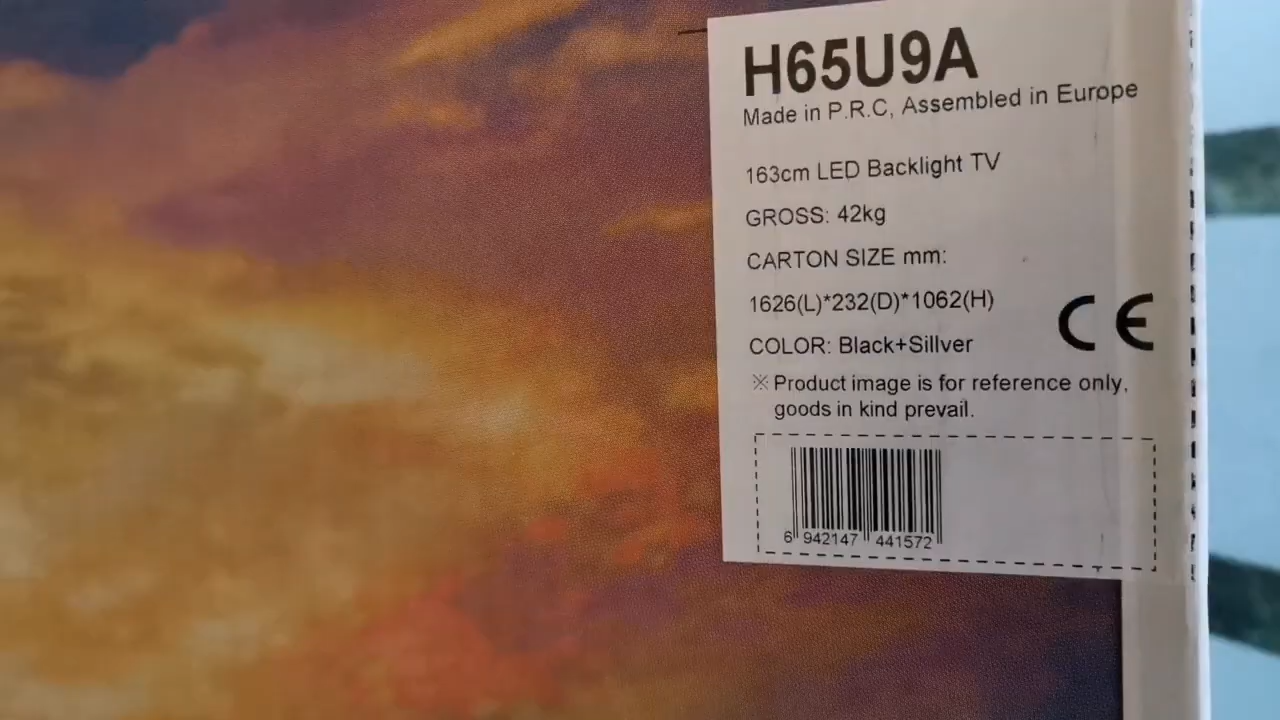 H65U9A
Made in P.R.C, Assembled in Europe
163cm LED Backlight TV
GROSS: 42kg
CARTON SIZE mm:
1626(L)*232(D)*1062(H)
COLOR: Black+Sillver
CE
※ Product image is for reference only,
goods in kind prevail.
6 942147 441572